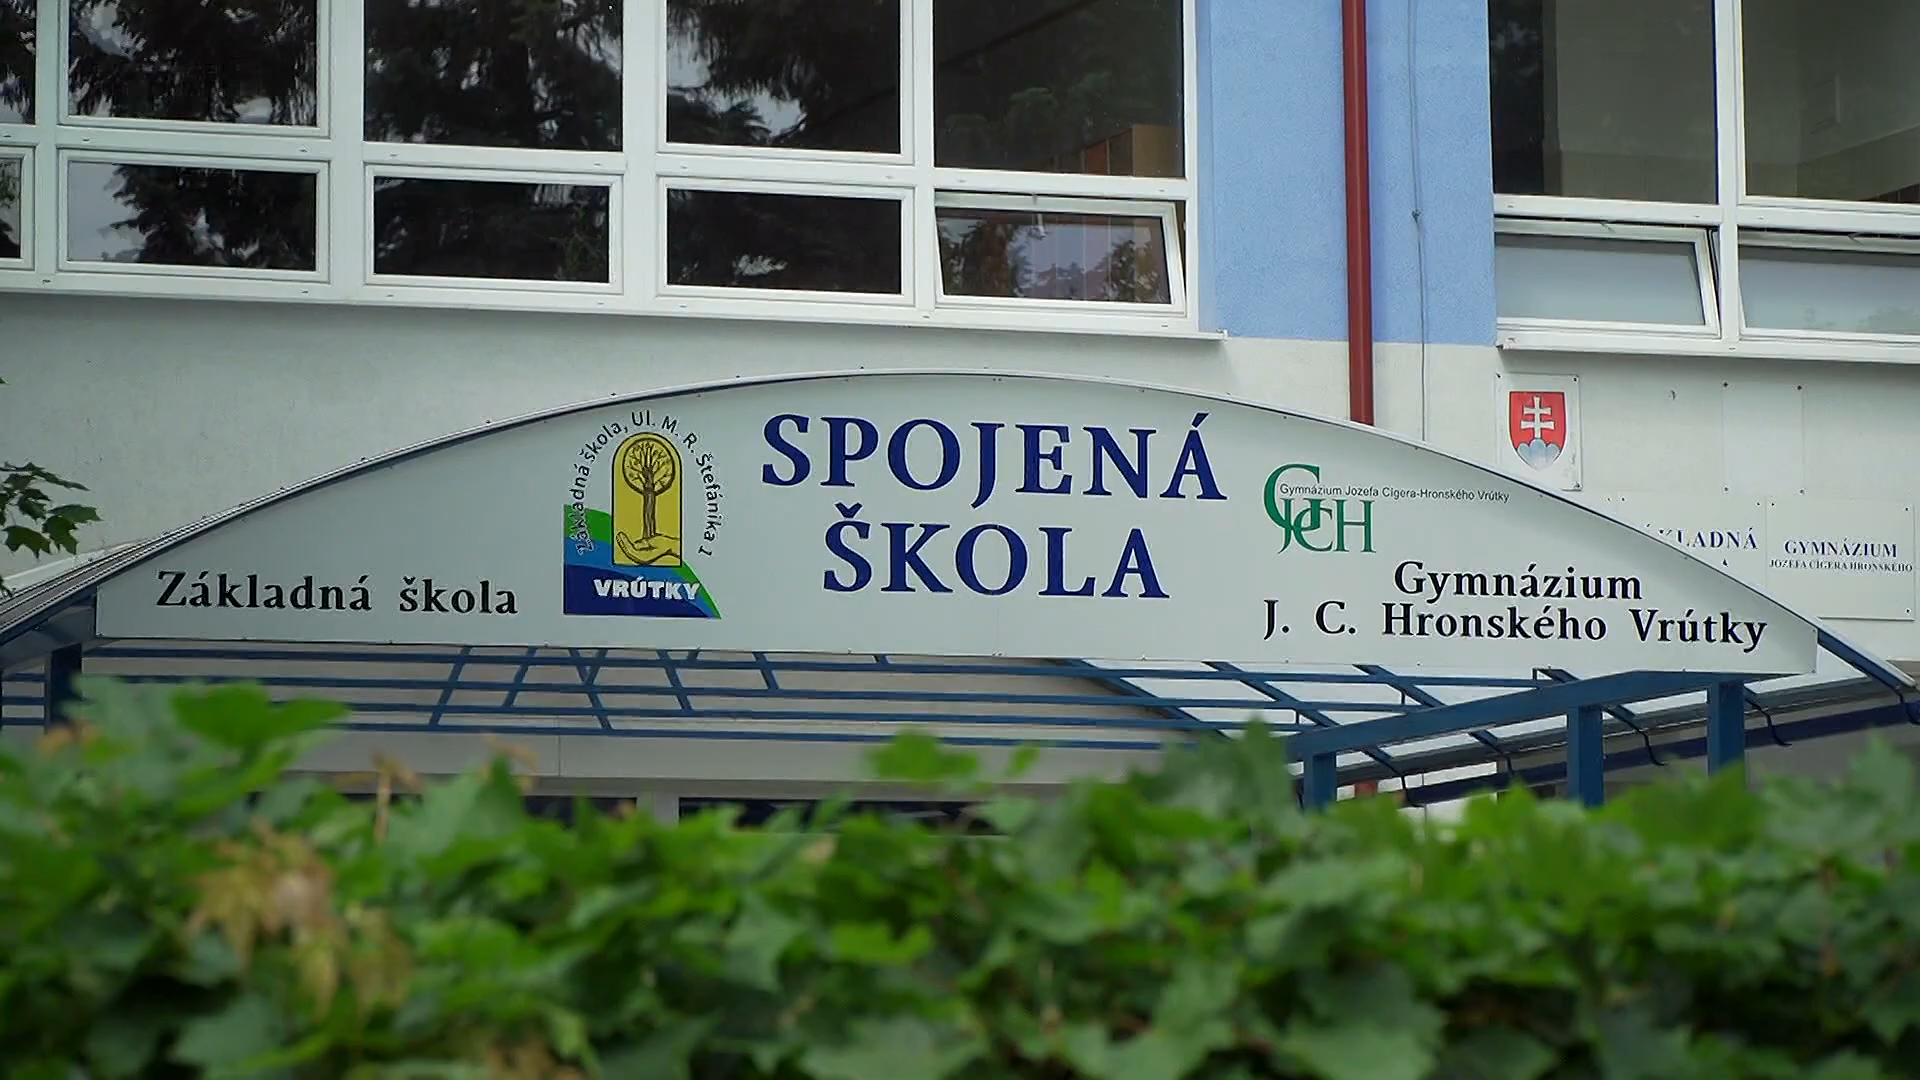 Základná škola, Ul. M. R. Štefánika 1
VRÚTKY
Základná škola
SPOJENÁ
ŠKOLA
GJCH
Gymnázium Jozefa Cígera-Hronského Vrútky
Gymnázium
J. C. Hronského Vrútky
KLADNÁ
A
GYMNÁZIUM
JOZEFA CÍGERA HRONSKÉHO